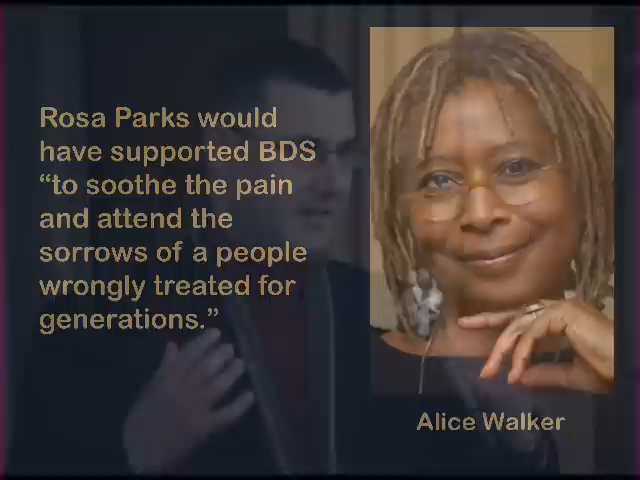 Rosa Parks would
have supported BDS
“to soothe the pain
and attend the
sorrows of a people
wrongly treated for
generations.”
Alice Walker